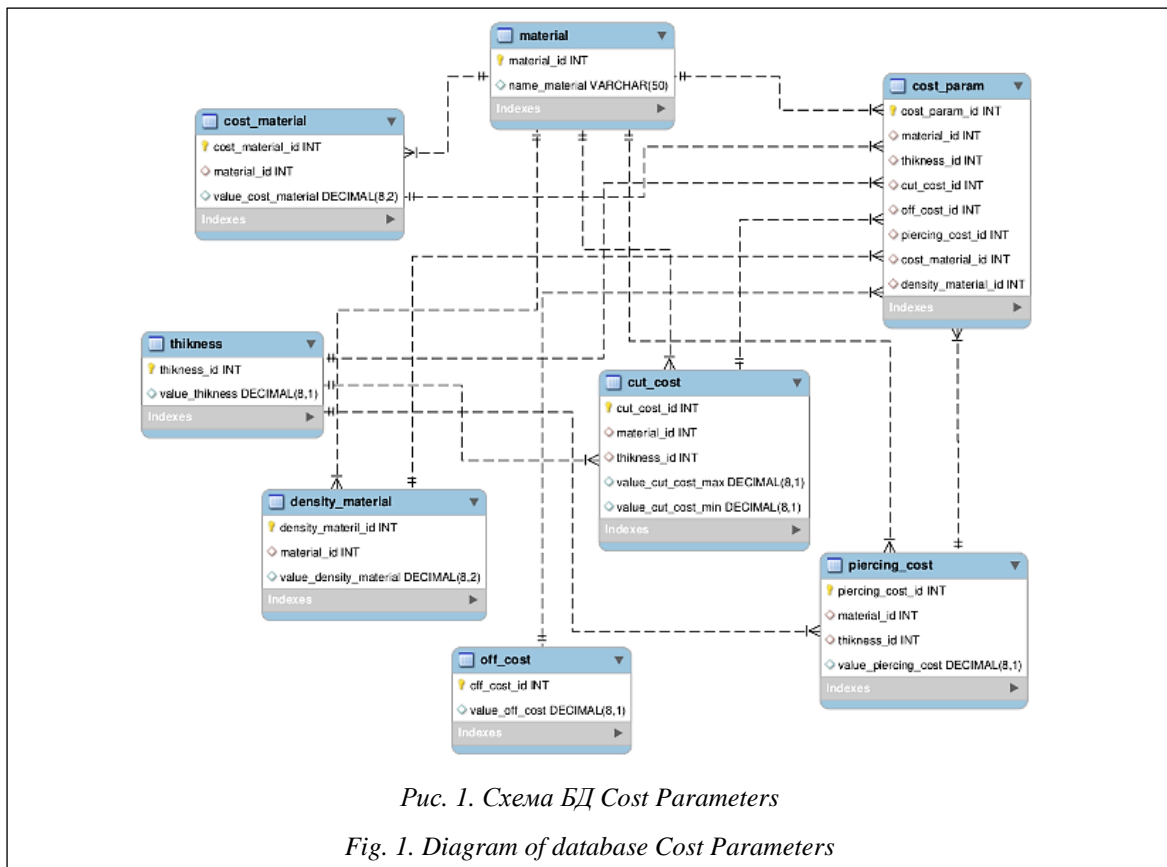 material
material_id INT
name_material VARCHAR(50)
Indexes
cost_material
cost_material_id INT
material_id INT
value_cost_material DECIMAL(8,2)
Indexes
cost_param
cost_param_id INT
material_id INT
thikness_id INT
cut_cost_id INT
off_cost_id INT
piercing_cost_id INT
cost_material_id INT
density_material_id INT
Indexes
thikness
thikness_id INT
value_thikness DECIMAL(8,1)
Indexes
cut_cost
cut_cost_id INT
material_id INT
thikness_id INT
value_cut_cost_max DECIMAL(8,1)
value_cut_cost_min DECIMAL(8,1)
Indexes
density_material
density_materil_id INT
material_id INT
value_density_material DECIMAL(8,2)
Indexes
piercing_cost
piercing_cost_id INT
material_id INT
thikness_id INT
value_piercing_cost DECIMAL(8,1)
Indexes
off_cost
off_cost_id INT
value_off_cost DECIMAL(8,1)
Indexes
Рис. 1. Схема БД Cost Parameters
Fig. 1. Diagram of database Cost Parameters